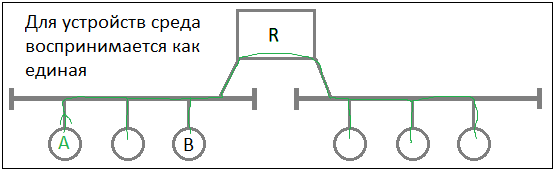 Для устройств среда
воспринимается как
единая
R
A
B